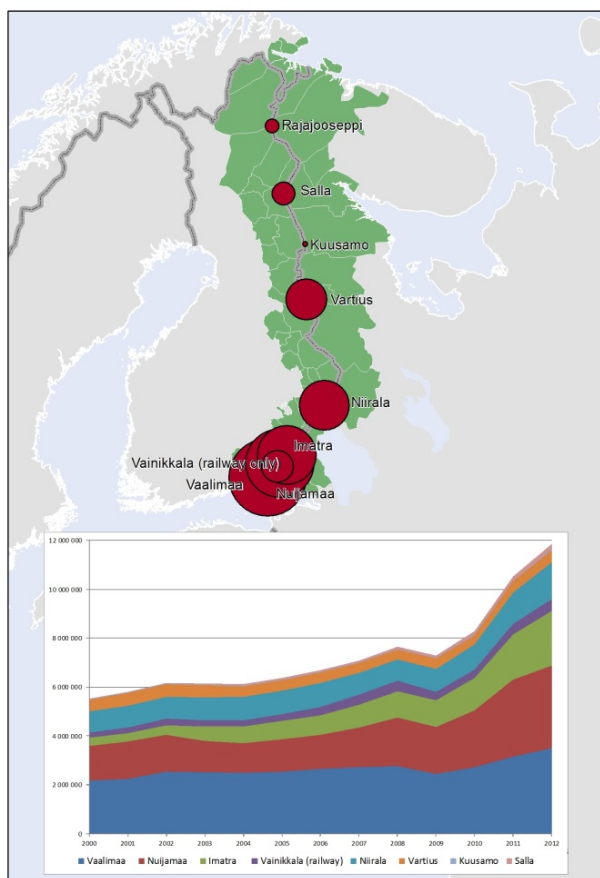 Rajajooseppi
Salla
Kuusamo
Vartius
Niirala
Imatra
Vainikkala (railway only)
Vaalimaa
Nuijamaa
12 000 000
10 000 000
8 000 000
6 000 000
4 000 000
2 000 000
0
2000 2001 2002 2003 2004 2005 2006 2007 2008 2009 2010 2011 2012
Vaalimaa Nuijamaa Imatra Vainikkala (railway) Niirala Vartius Kuusamo Salla